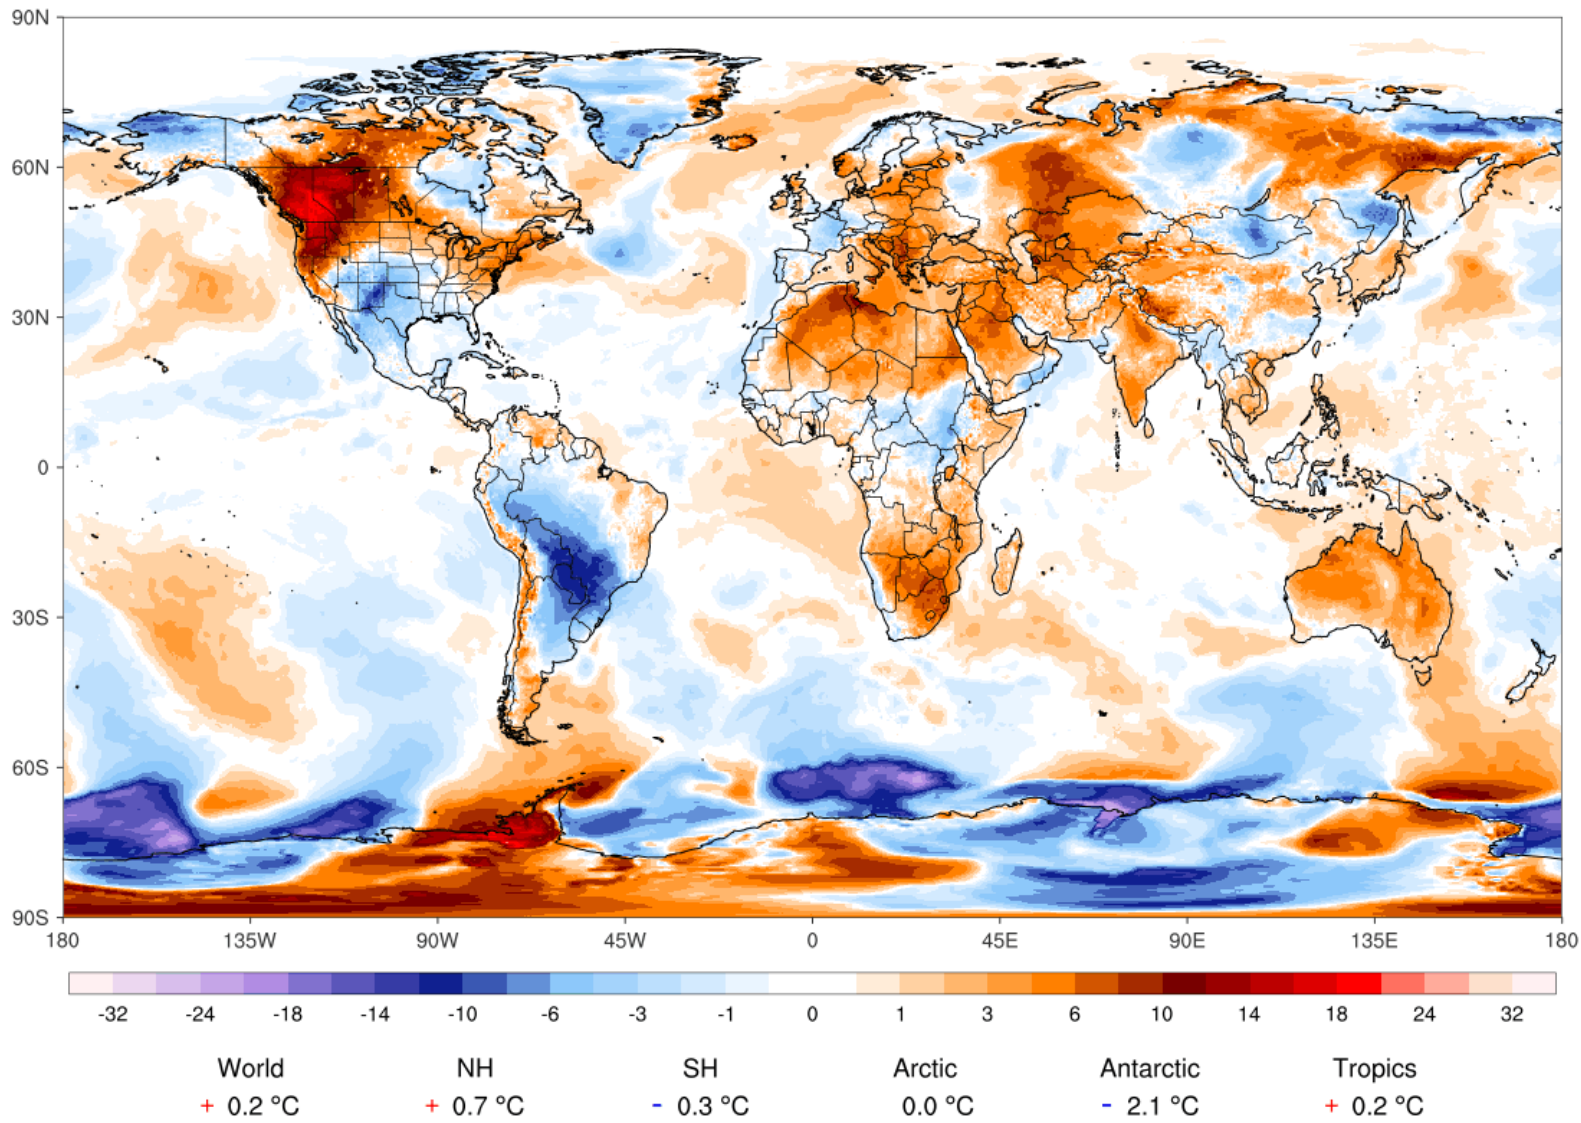 90N
60N
30N
0
30S
60S
90S
180 135W 90W 45W 0 45E 90E 135E 180
-32 -24 -18 -14 -10 -6 -3 -1 0 1 3 6 10 14 18 24 32
World NH SH Arctic Antarctic Tropics
+ 0.2 °C + 0.7 °C - 0.3 °C 0.0 °C - 2.1 °C + 0.2 °C